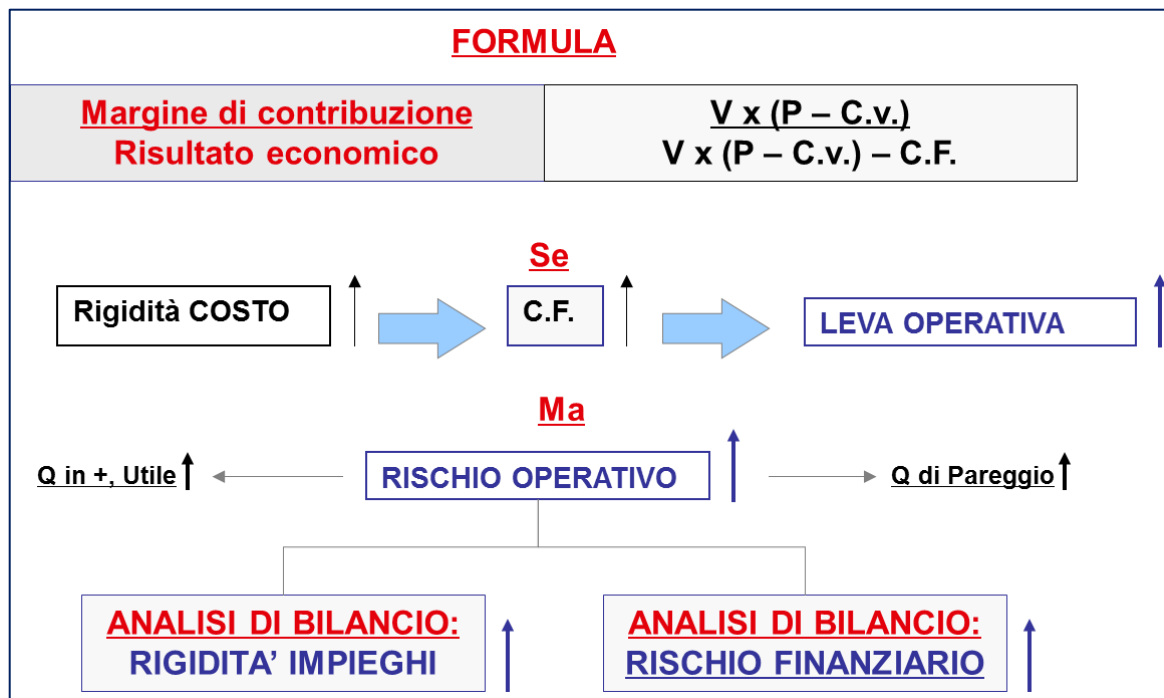 FORMULA
Margine di contribuzione
Risultato economico
V x (P – C.v.)
V x (P – C.v.) – C.F.
Se
Rigidità COSTO
C.F.
LEVA OPERATIVA
Ma
Q in +, Utile
RISCHIO OPERATIVO
Q di Pareggio
ANALISI DI BILANCIO:
RIGIDITA’ IMPIEGHI
ANALISI DI BILANCIO:
RISCHIO FINANZIARIO